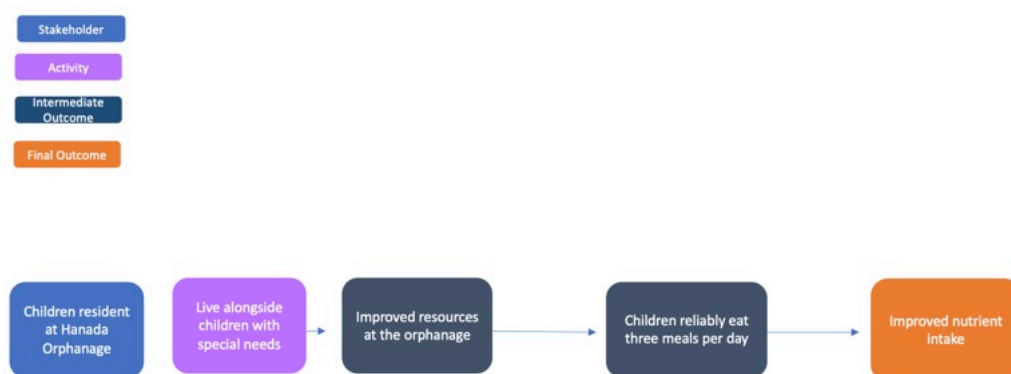 Stakeholder
Activity
Intermediate
Outcome
Final Outcome
Children resident
at Hanada
Orphanage
Live alongside
children with
special needs
Improved resources
at the orphanage
Children reliably eat
three meals per day
Improved nutrient
intake